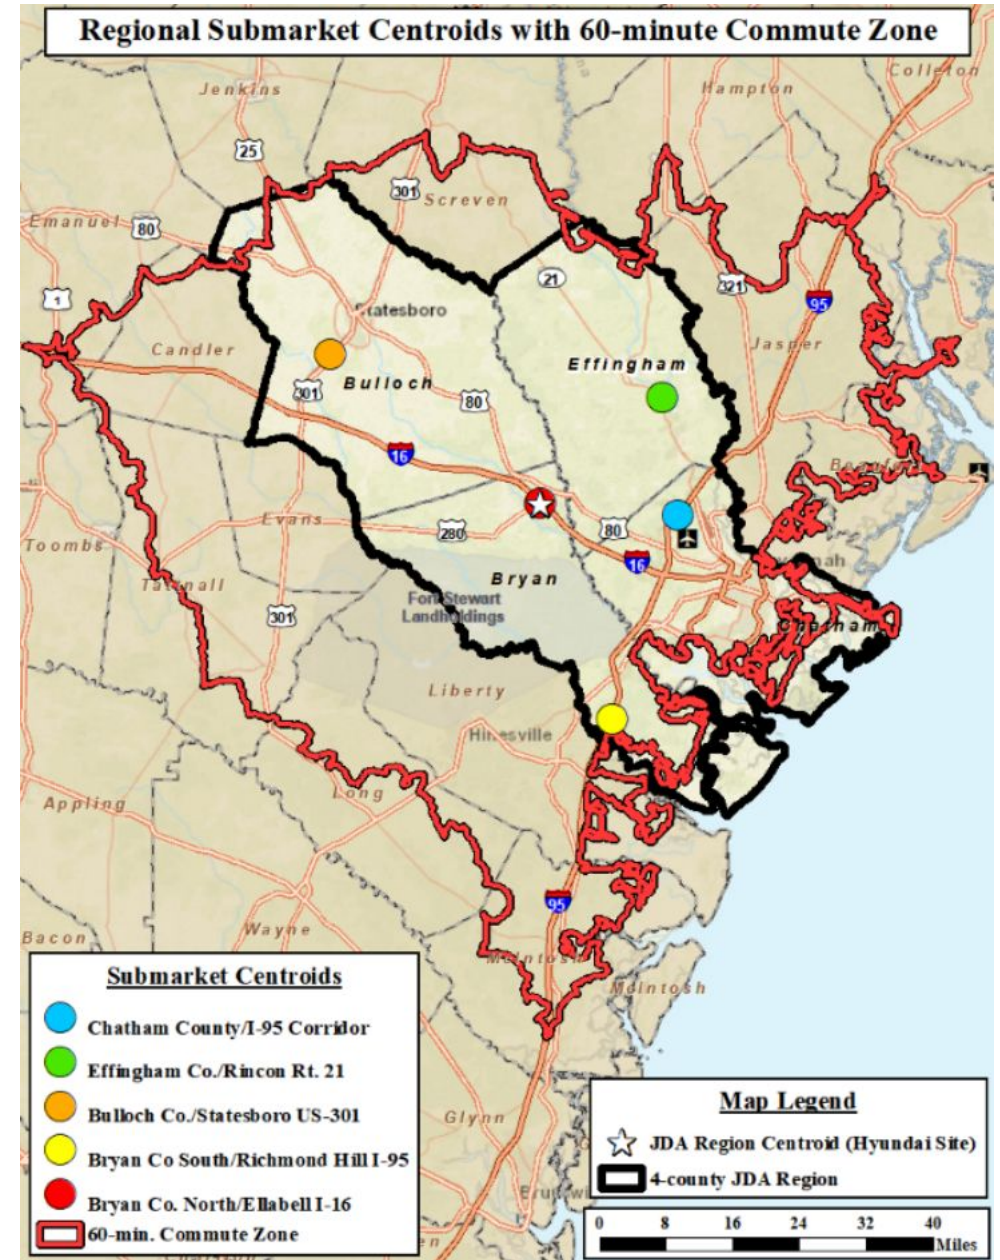 Regional Submarket Centroids with 60-minute Commute Zone
Colleton
Jenkins
Hampton
25
301
Screven
Emanuel
80
21
321
1
95
Statesboro
Jasper
Candler
Effingham
Bulloch
301
80
16
Beaufort
Evans
280
80
Toombs
16
Bryan
Tattnall
Fort Stewart
Landholdings
301
Chatham
Liberty
Hinesville
Long
Appling
95
Wayne
Bacon
McIntosh
McIntosh
Submarket Centroids
Chatham County/I-95 Corridor
Effingham Co./Rincon Rt. 21
Bulloch Co./Statesboro US-301
Bryan Co South/Richmond Hill I-95
Bryan Co. North/Ellabell I-16
60-min. Commute Zone
Glynn
Map Legend
JDA Region Centroid (Hyundai Site)
4-county JDA Region
0 8 16 24 32 40
Miles